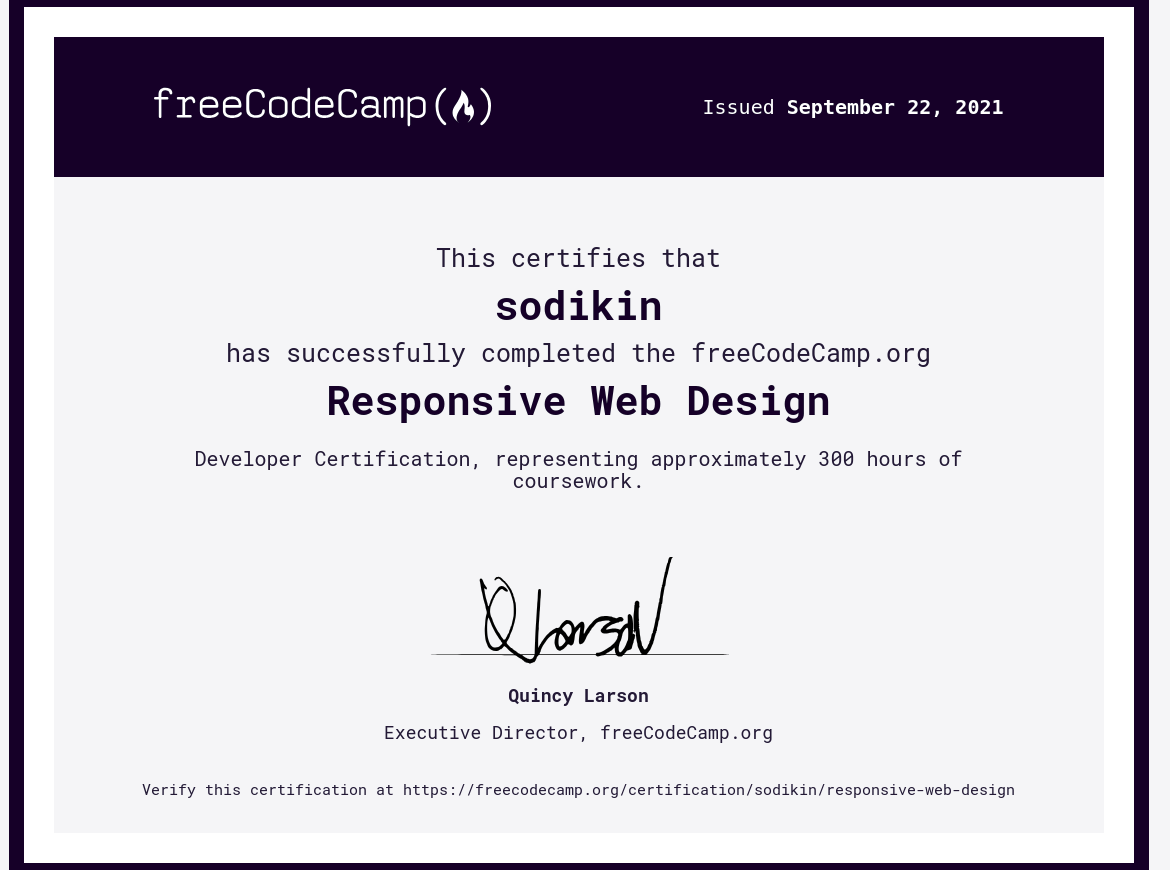 freeCodeCamp(🔥)
Issued September 22, 2021
This certifies that
sodikin
has successfully completed the freeCodeCamp.org
Responsive Web Design
Developer Certification, representing approximately 300 hours of
coursework.
Q Larson
Quincy Larson
Executive Director, freeCodeCamp.org
Verify this certification at https://freecodecamp.org/certification/sodikin/responsive-web-design